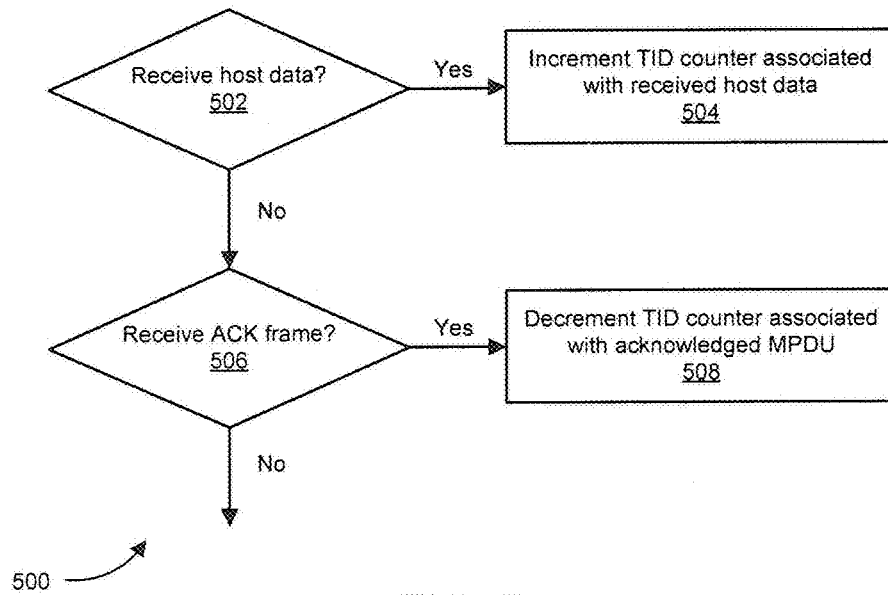 Receive host data?
502
Yes
Increment TID counter associated
with received host data
504
No
Receive ACK frame?
506
Yes
Decrement TID counter associated
with acknowledged MPDU
508
No
500